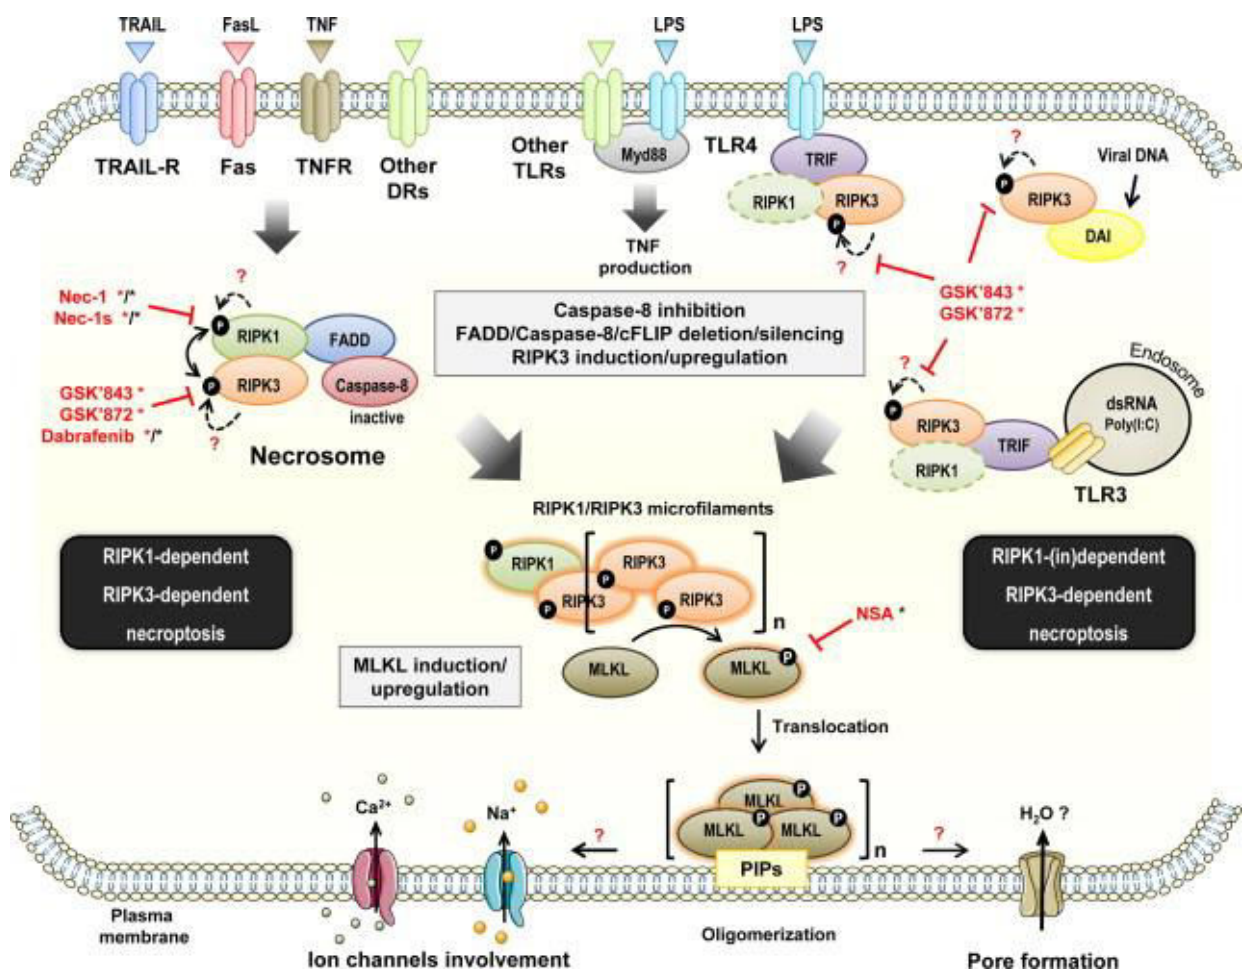 TRAIL
FasL
TNF
LPS
LPS
TRAIL-R
Fas
TNFR
Other
DRs
Other
TLRs
Myd88
TLR4
TRIF
RIPK1
RIPK3
P
?
?
P
RIPK3
Viral DNA
DAI
TNF
production
GSK'843 *
GSK'872 *
Nec-1 */*
Nec-1s */*
?
P
RIPK1
FADD
P
RIPK3
Caspase-8
inactive
GSK'843 *
GSK'872 *
Dabrafenib */*
?
Necrosome
Caspase-8 inhibition
FADD/Caspase-8/cFLIP deletion/silencing
RIPK3 induction/upregulation
?
P
RIPK3
RIPK1
TRIF
Endosome
dsRNA
Poly(I:C)
TLR3
RIPK1-dependent
RIPK3-dependent
necroptosis
RIPK1/RIPK3 microfilaments
P
RIPK1
RIPK3
P
P
RIPK3
P
RIPK3
n
RIPK1-(in)dependent
RIPK3-dependent
necroptosis
NSA *
MLKL
MLKL
P
MLKL induction/
upregulation
Translocation
P
MLKL
P
MLKL
P
MLKL
n
PIPs
?
?
Ca2+
Na+
H2O ?
Plasma
membrane
Ion channels involvement
Oligomerization
Pore formation